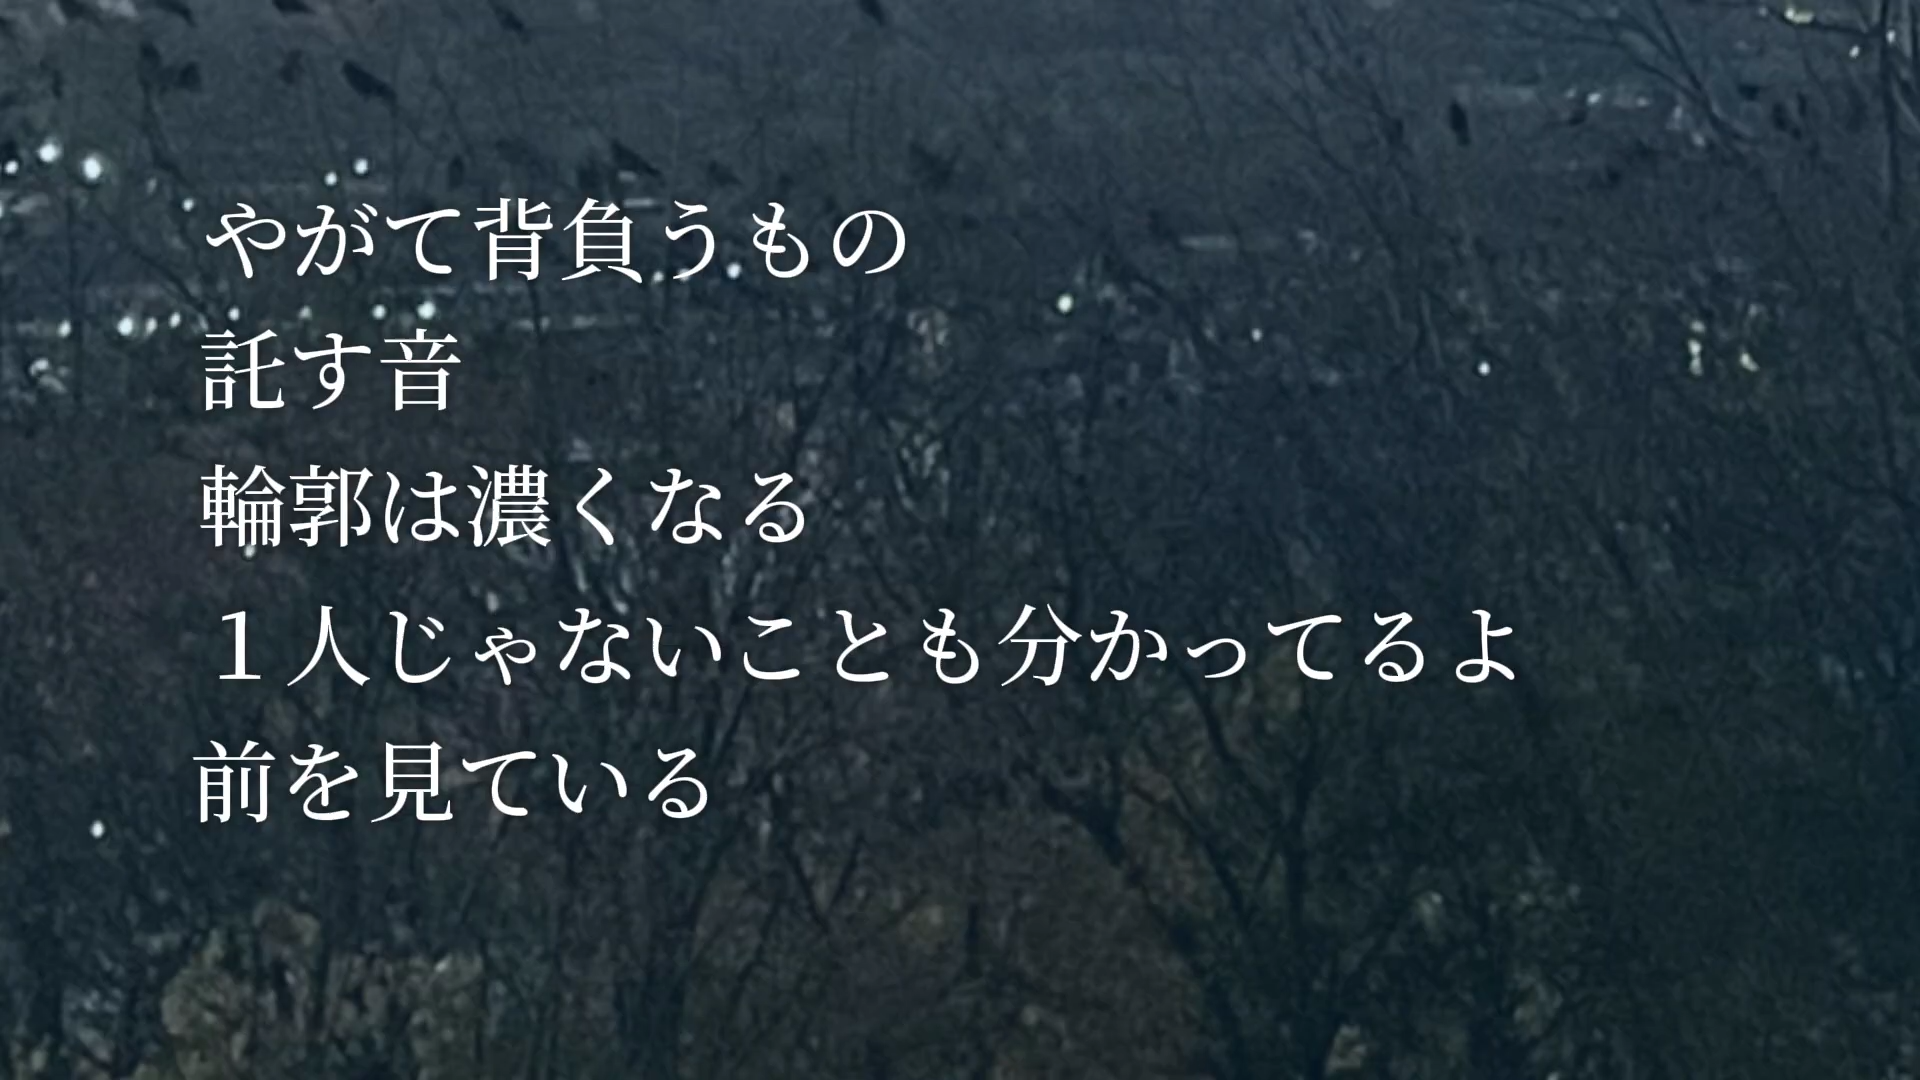 やがて背負うもの
託す音
輪郭は濃くなる
１人じゃないことも分かってるよ
前を見ている